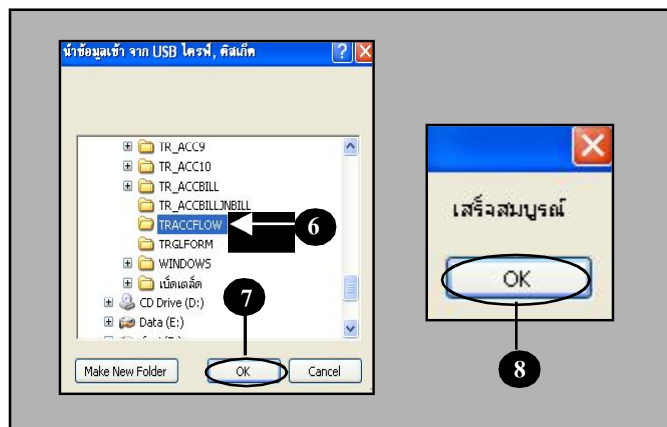 นำข้อมูลเข้า จาก USB ไดรฟ์, ดิสเก็ต
TR_ACC9
TR_ACC10
TR_ACCBILL
TR_ACCBILLJNBILL
TRACCFLOW
6
TRGLFORM
WINDOWS
เบ็ดเตล็ด
7
CD Drive (D:)
Data (E:)
Make New Folder
OK
Cancel
เสร็จสมบูรณ์
OK
8